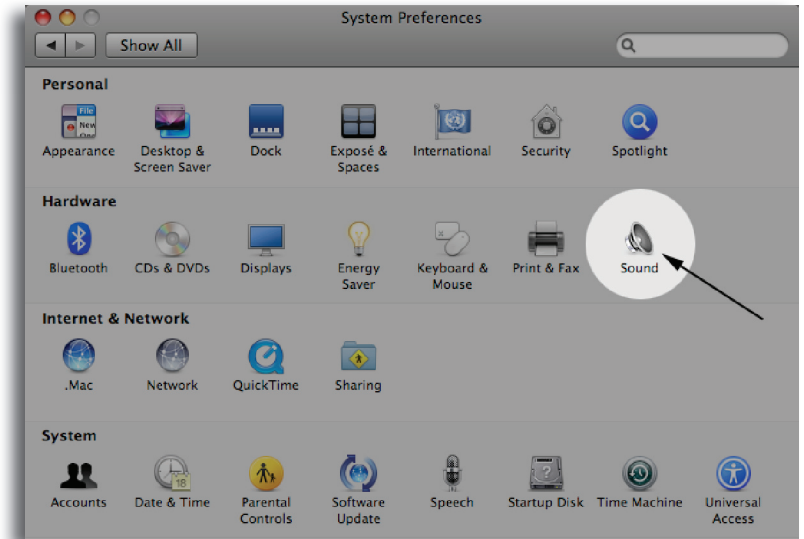 System Preferences
Show All
Personal
File
New
Appearance
Desktop &
Screen Saver
Dock
Exposé &
Spaces
International
Security
Spotlight
Hardware
Bluetooth
CDs & DVDs
Displays
Energy
Saver
Keyboard &
Mouse
Print & Fax
Sound
Internet & Network
.Mac
Network
QuickTime
Sharing
System
Accounts
18
Date & Time
Parental
Controls
Software
Update
Speech
?
Startup Disk
Time Machine
Universal
Access